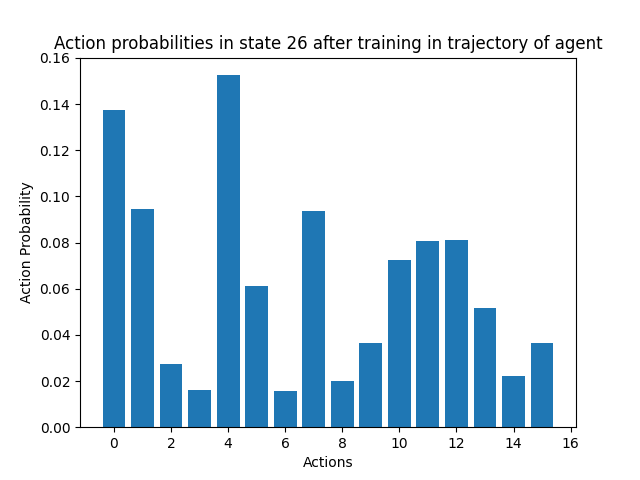 Action probabilities in state 26 after training in trajectory of agent
0.16
0.14
0.12
0.10
0.08
0.06
0.04
0.02
0.00
Action Probability
0 2 4 6 8 10 12 14 16
Actions